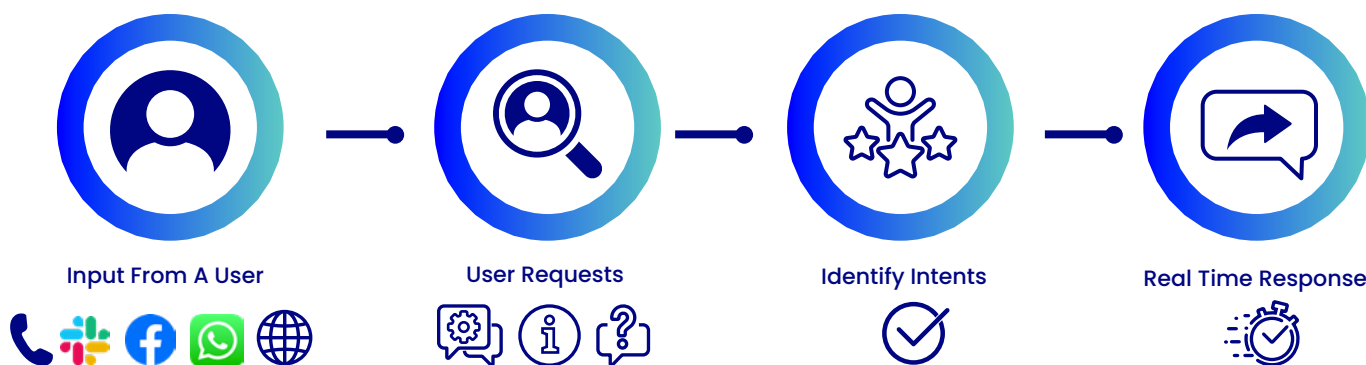 Input From A User
User Requests
Identify Intents
Real Time Response